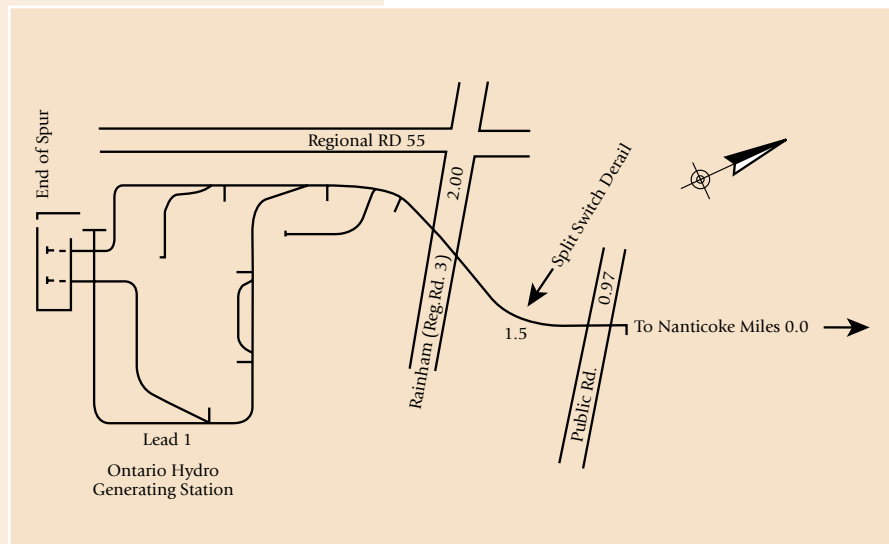 End of Spur
Regional RD 55
2.00
Rainham (Reg.Rd. 3)
Split Switch Derail
0.97
1.5
To Nanticoke Miles 0.0
Public Rd.
Lead 1
Ontario Hydro
Generating Station